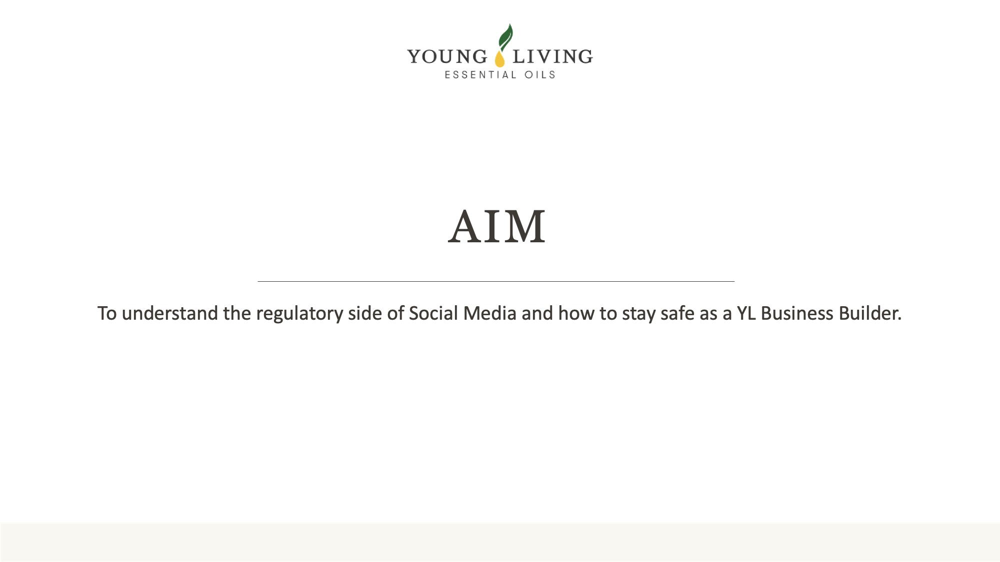 YOUNG LIVING
ESSENTIAL OILS
AIM
To understand the regulatory side of Social Media and how to stay safe as a YL Business Builder.